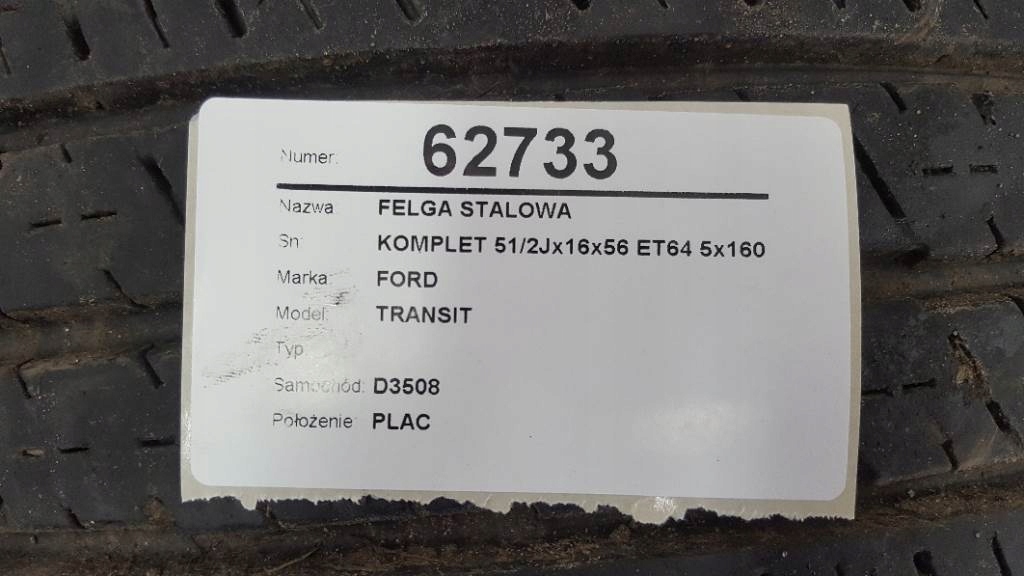 Numer: 62733
Nazwa: FELGA STALOWA
Sn: KOMPLET 51/2Jx16x56 ET64 5x160
Marka: FORD
Model: TRANSIT
Typ
Samochód: D3508
Położenie: PLAC